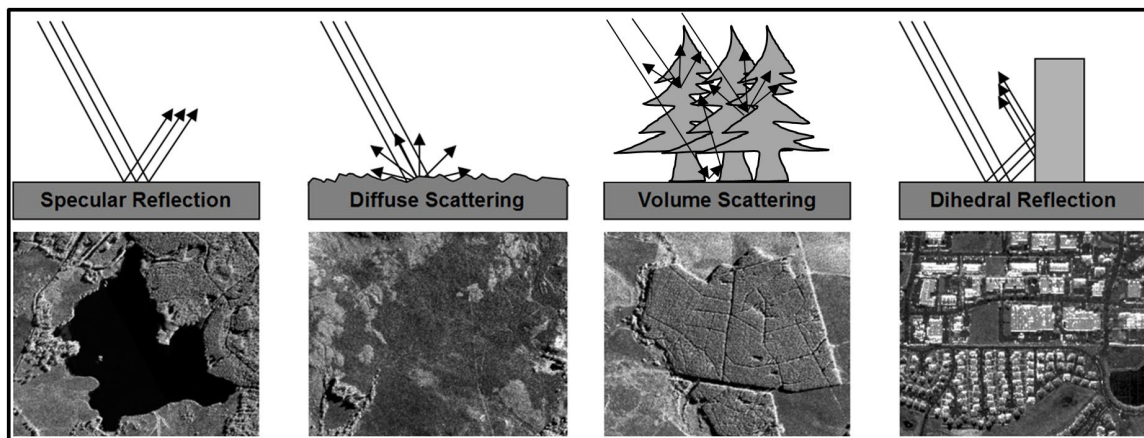 Specular Reflection
Diffuse Scattering
Volume Scattering
Dihedral Reflection